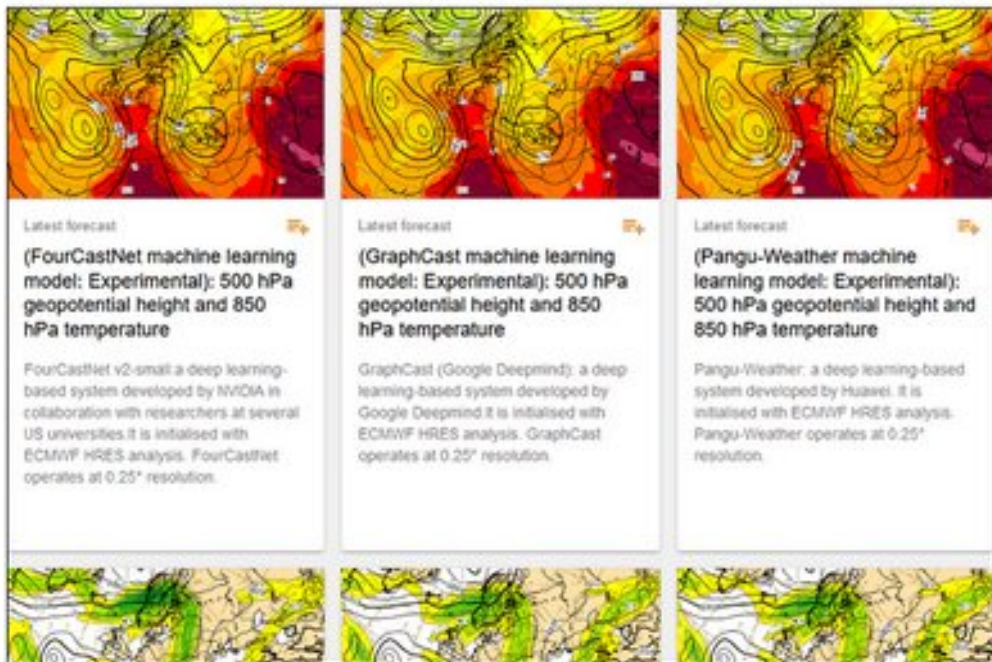 Latest forecast
(FourCastNet machine learning
model: Experimental): 500 hPa
geopotential height and 850
hPa temperature
FourCastNet v2-small:a deep learning-
based system developed by NVIDIA in
collaboration with researchers at several
US universities.It is initialised with
ECMWF HRES analysis. FourCastNet
operates at 0.25° resolution.
Latest forecast
(GraphCast machine learning
model: Experimental): 500 hPa
geopotential height and 850
hPa temperature
GraphCast (Google Deepmind): a deep
learning-based system developed by
Google Deepmind.It is initialised with
ECMWF HRES analysis. GraphCast
operates at 0.25° resolution.
Latest forecast
(Pangu-Weather machine
learning model: Experimental):
500 hPa geopotential height and
850 hPa temperature
Pangu-Weather: a deep learning-based
system developed by Huawei. It is
initialised with ECMWF HRES analysis.
Pangu-Weather operates at 0.25°
resolution.